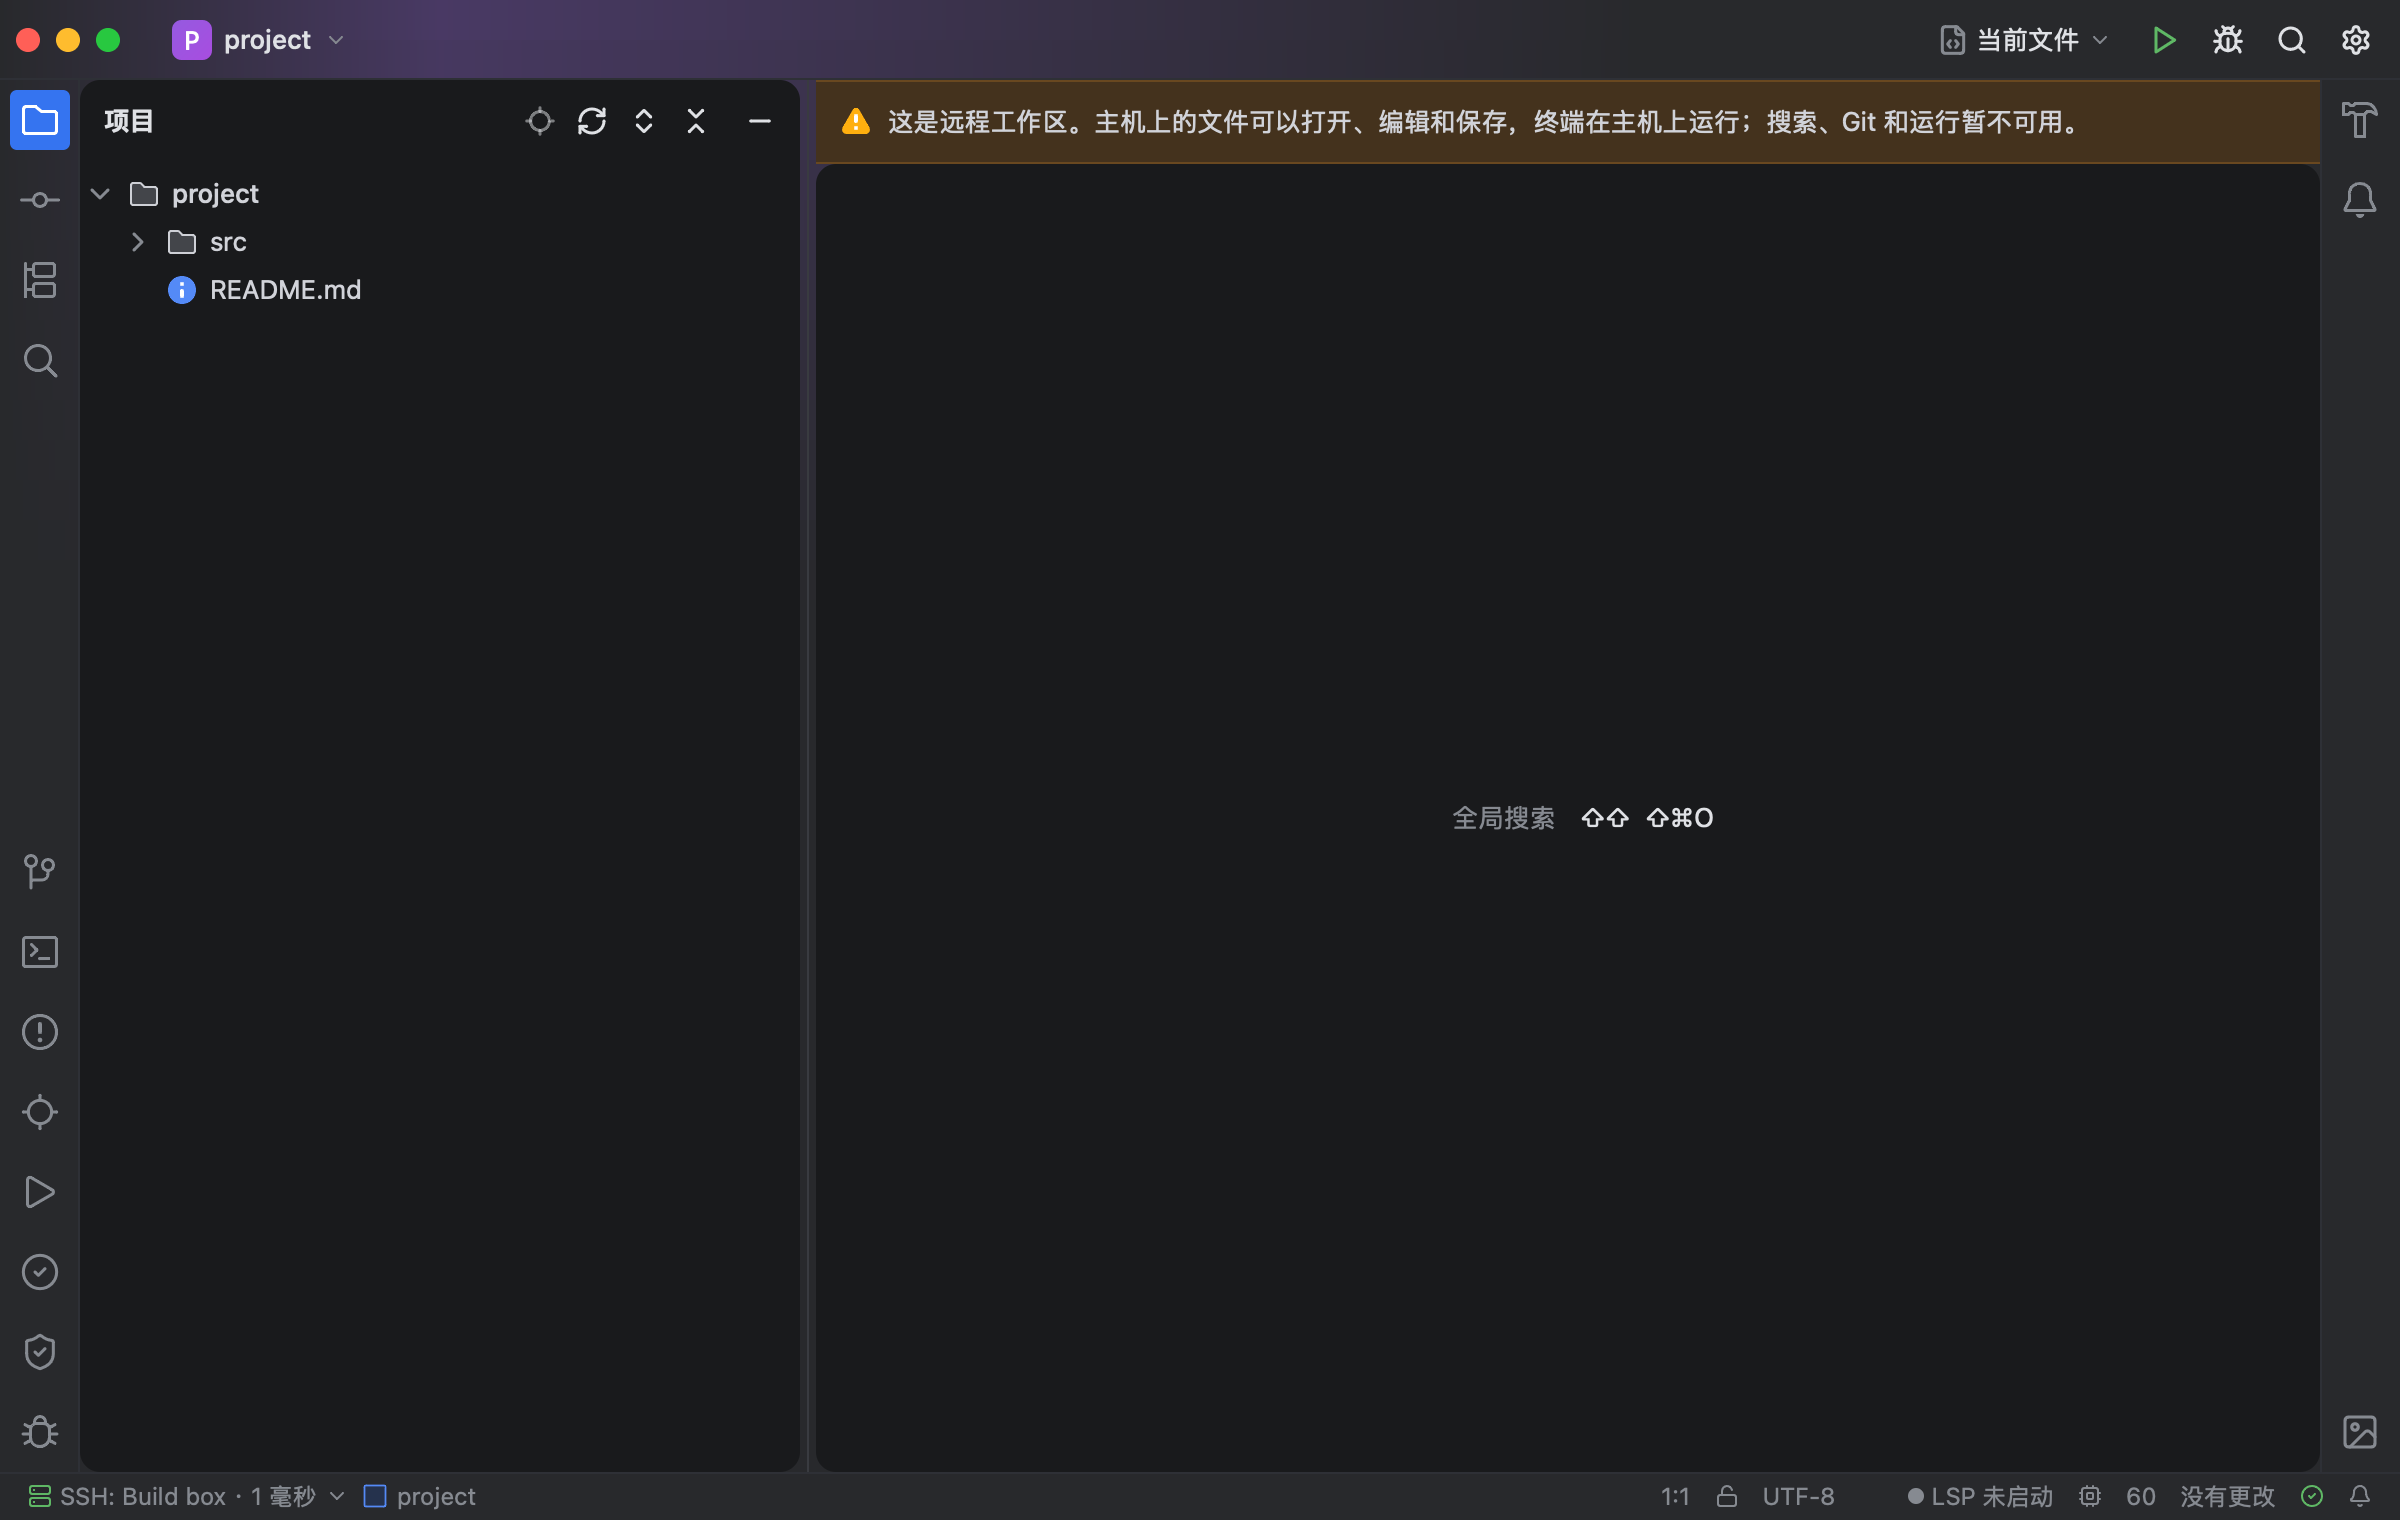 P project
当前文件
项目
这是远程工作区。主机上的文件可以打开、编辑和保存，终端在主机上运行；搜索、Git 和运行暂不可用。
project
src
README.md
全局搜索 ⇧⇧ ⇧⌘O
SSH: Build box · 1 毫秒 project 1:1 UTF-8 LSP 未启动 60 没有更改